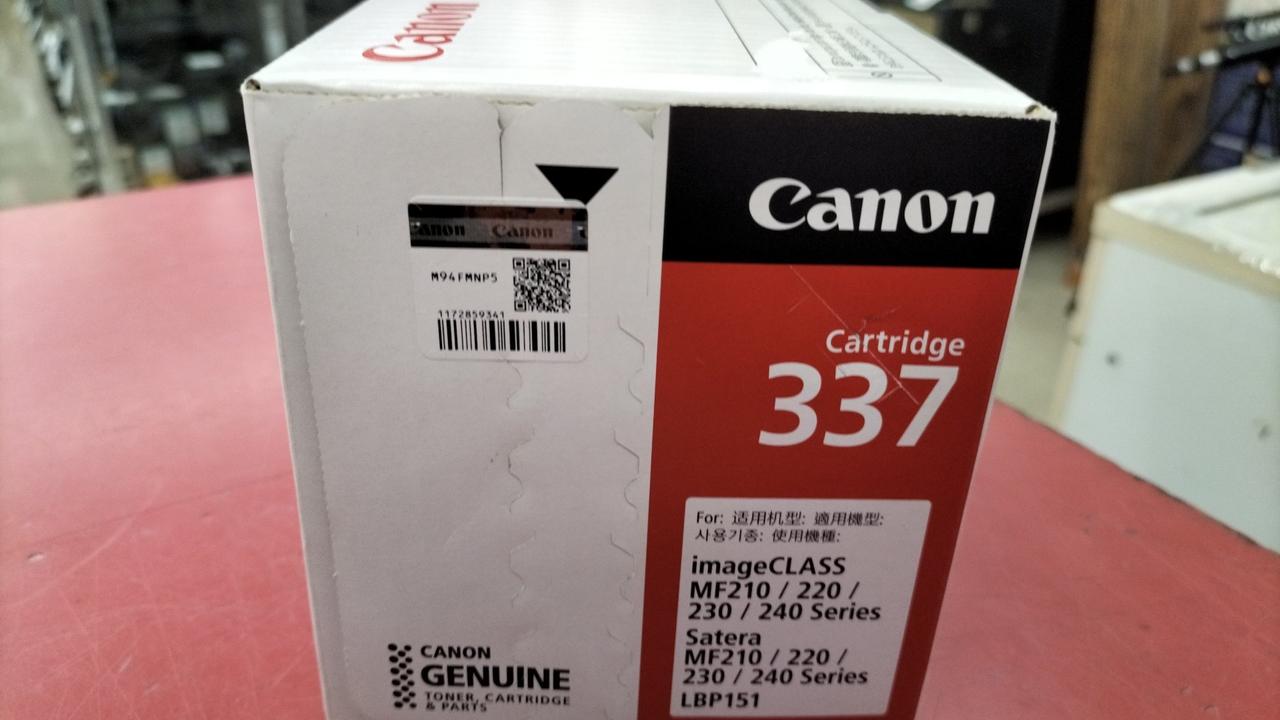 Canon
Canon
Canon
M94FMNP5
1172859341
Canon
Cartridge
337
For: 适用机型: 適用機型:
사용기종: 使用機種:
imageCLASS
MF210 / 220 /
230 / 240 Series
Satera
MF210 / 220 /
230 / 240 Series
LBP151
CANON
GENUINE
TONER, CARTRIDGE
& PARTS